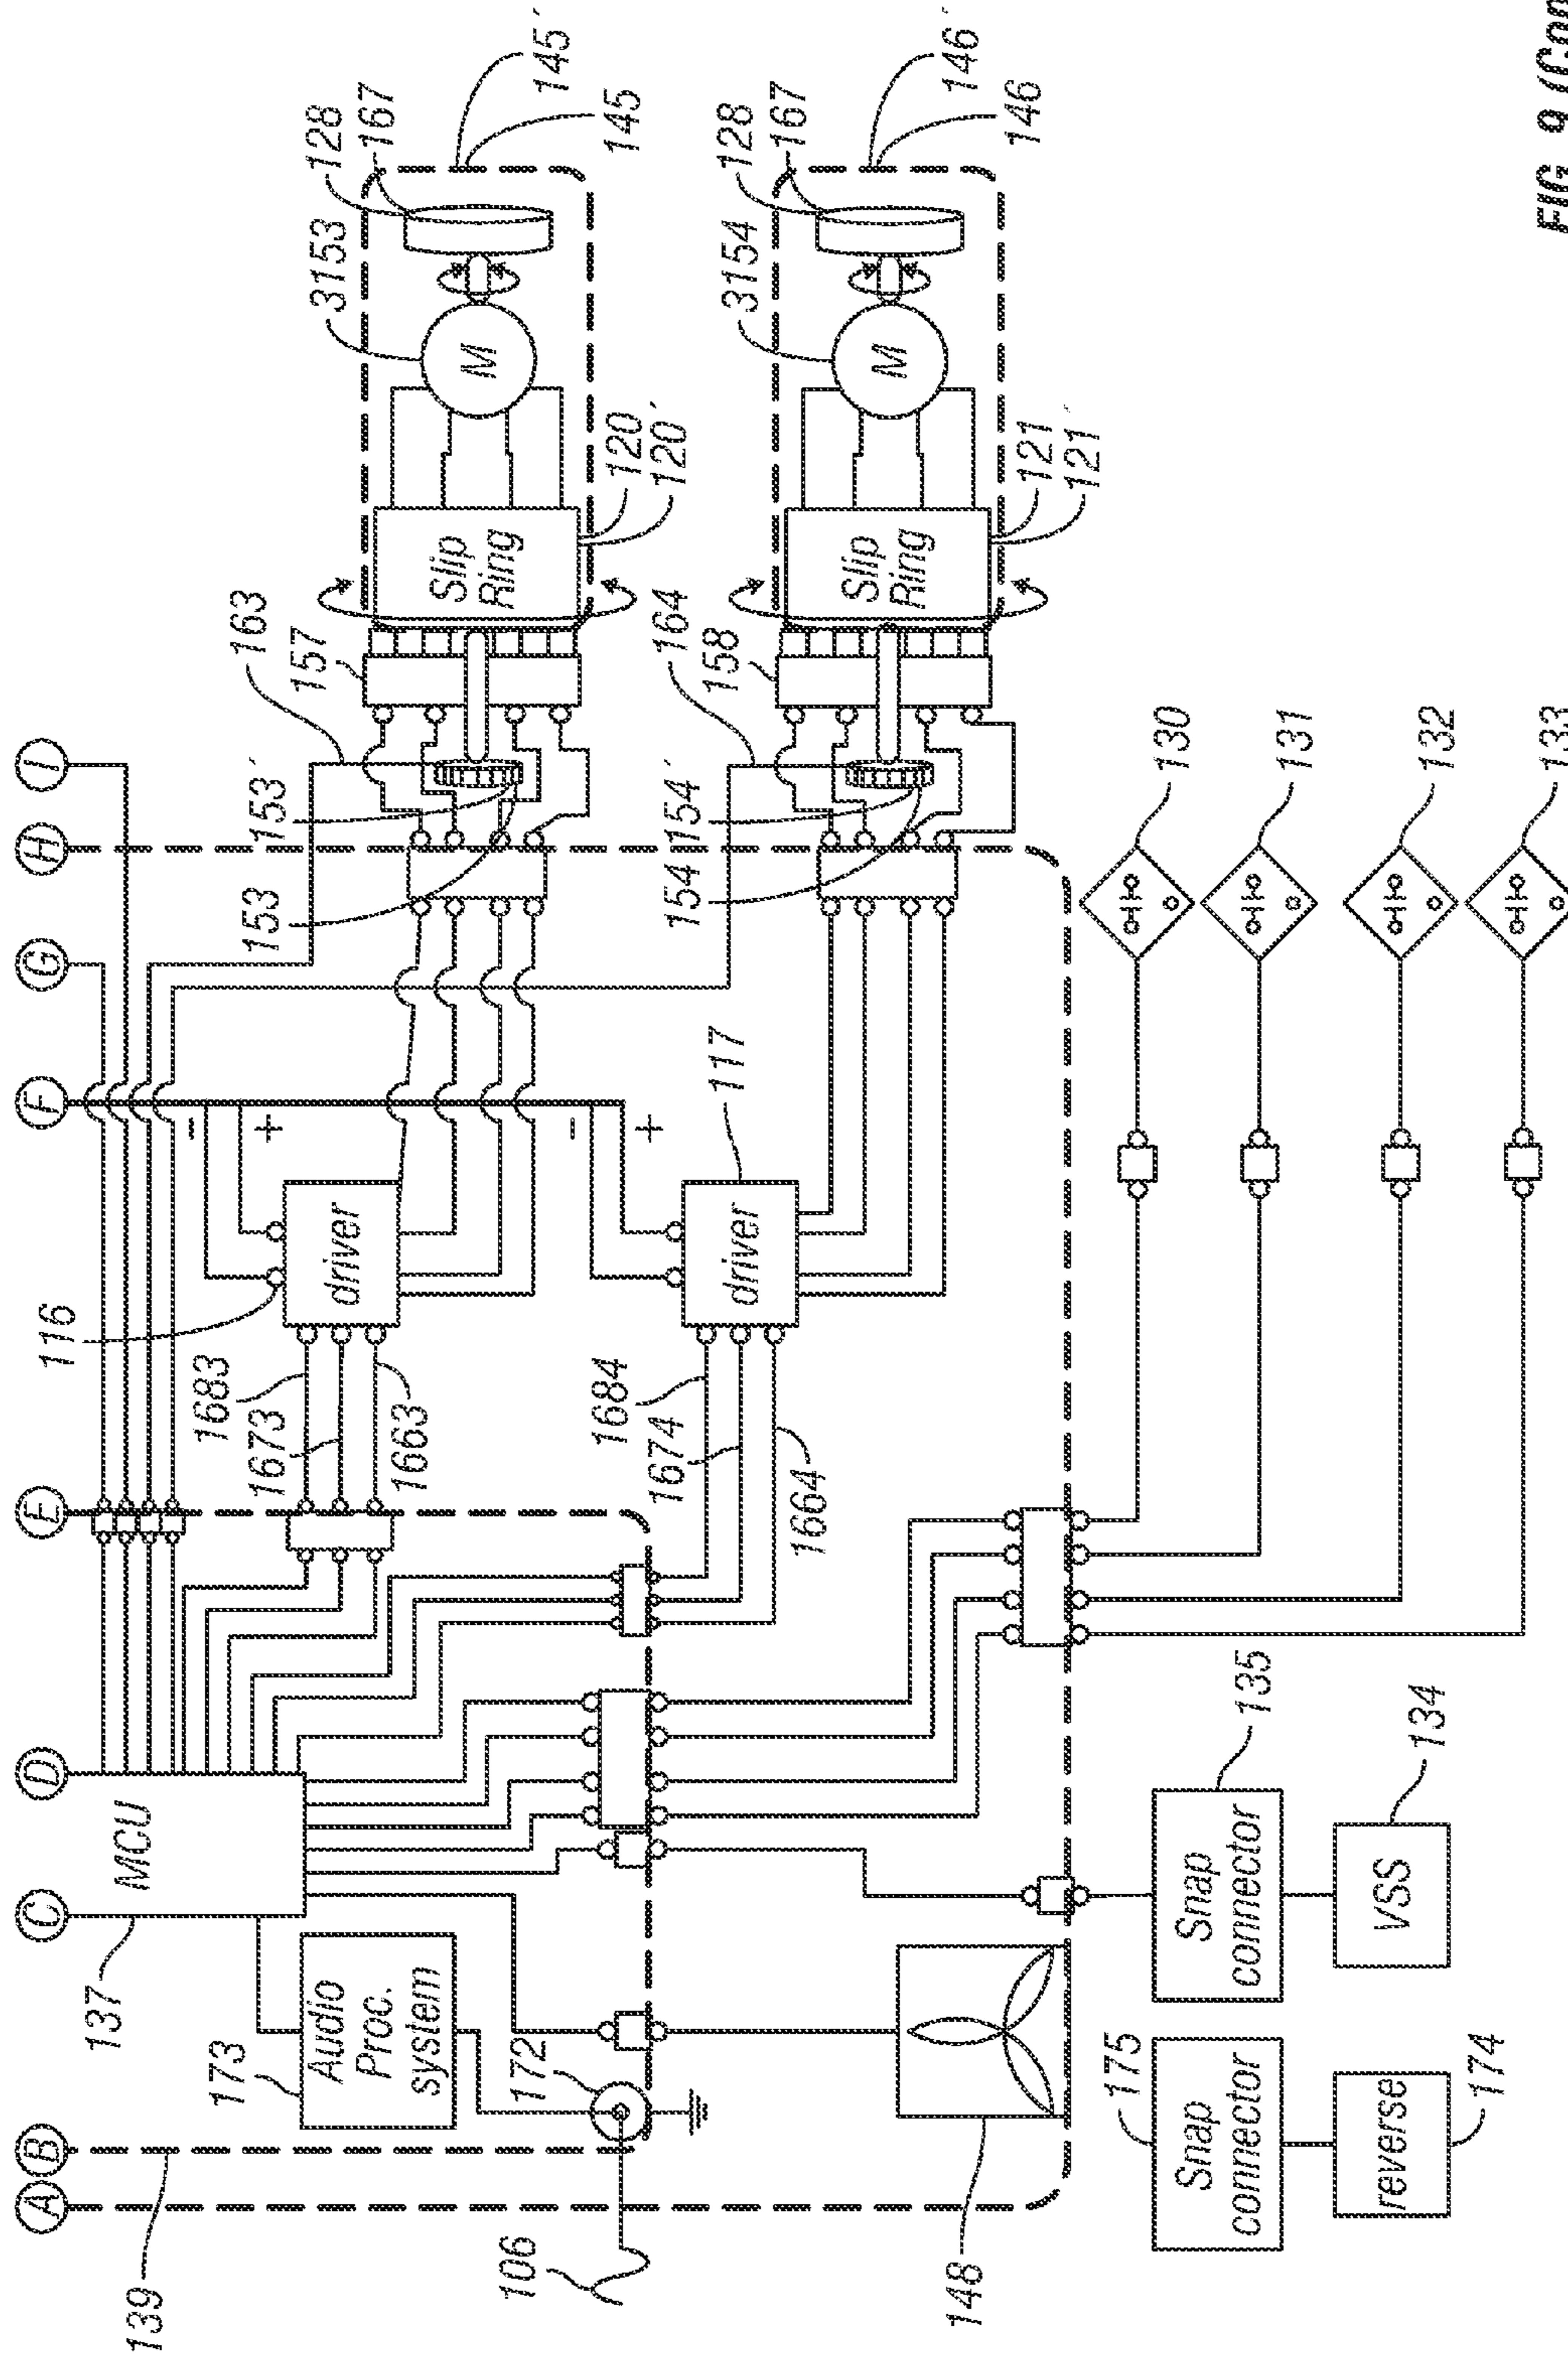 A
B
C
D
E
F
G
H
I
139
137
MCU
173
Audio
Proc.
system
172
106
148
116
1683
1673
1663
driver
−
+
163
157
153
153´
Slip
Ring
120´
120´
3153
M
128
167
145´
145
1684
1674
1664
driver
117
−
+
164
158
154
154´
Slip
Ring
121
121´
3154
M
128
167
146´
146
130
131
132
133
175
Snap
connector
reverse
174
135
Snap
connector
VSS
134
FIG. 9 (Con